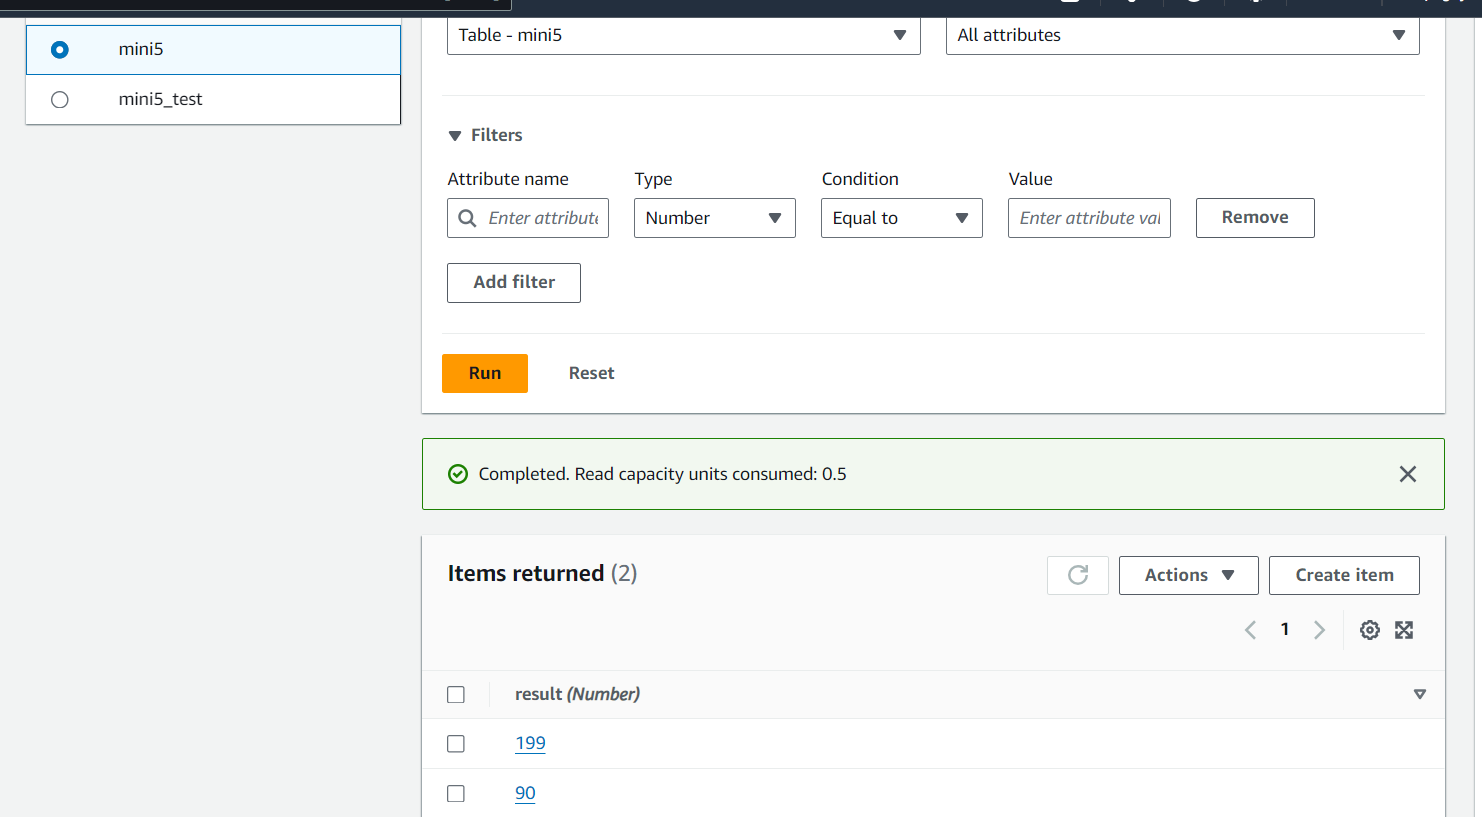 mini5
mini5_test
Table - mini5
All attributes
Filters
Attribute name Type Condition Value
Enter attribute Number Equal to Enter attribute val Remove
Add filter
Run Reset
Completed. Read capacity units consumed: 0.5
Items returned (2)
Actions Create item
1
result (Number)
199
90